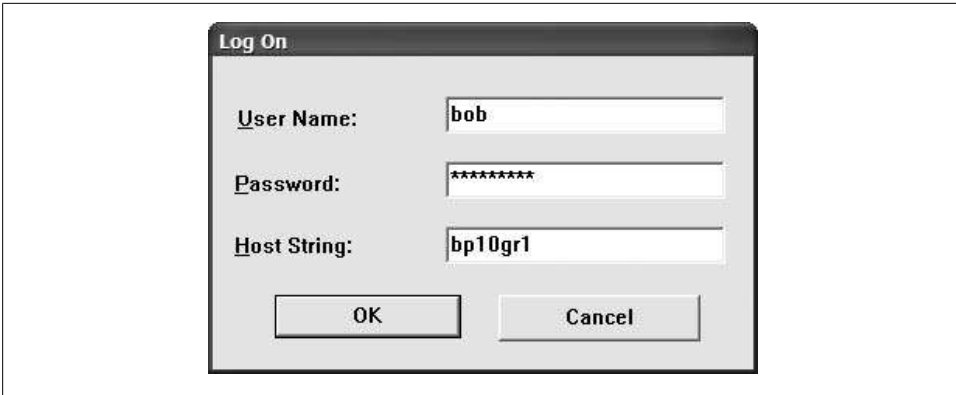 Log On
User Name: bob
Password: *********
Host String: bp10gr1
OK Cancel